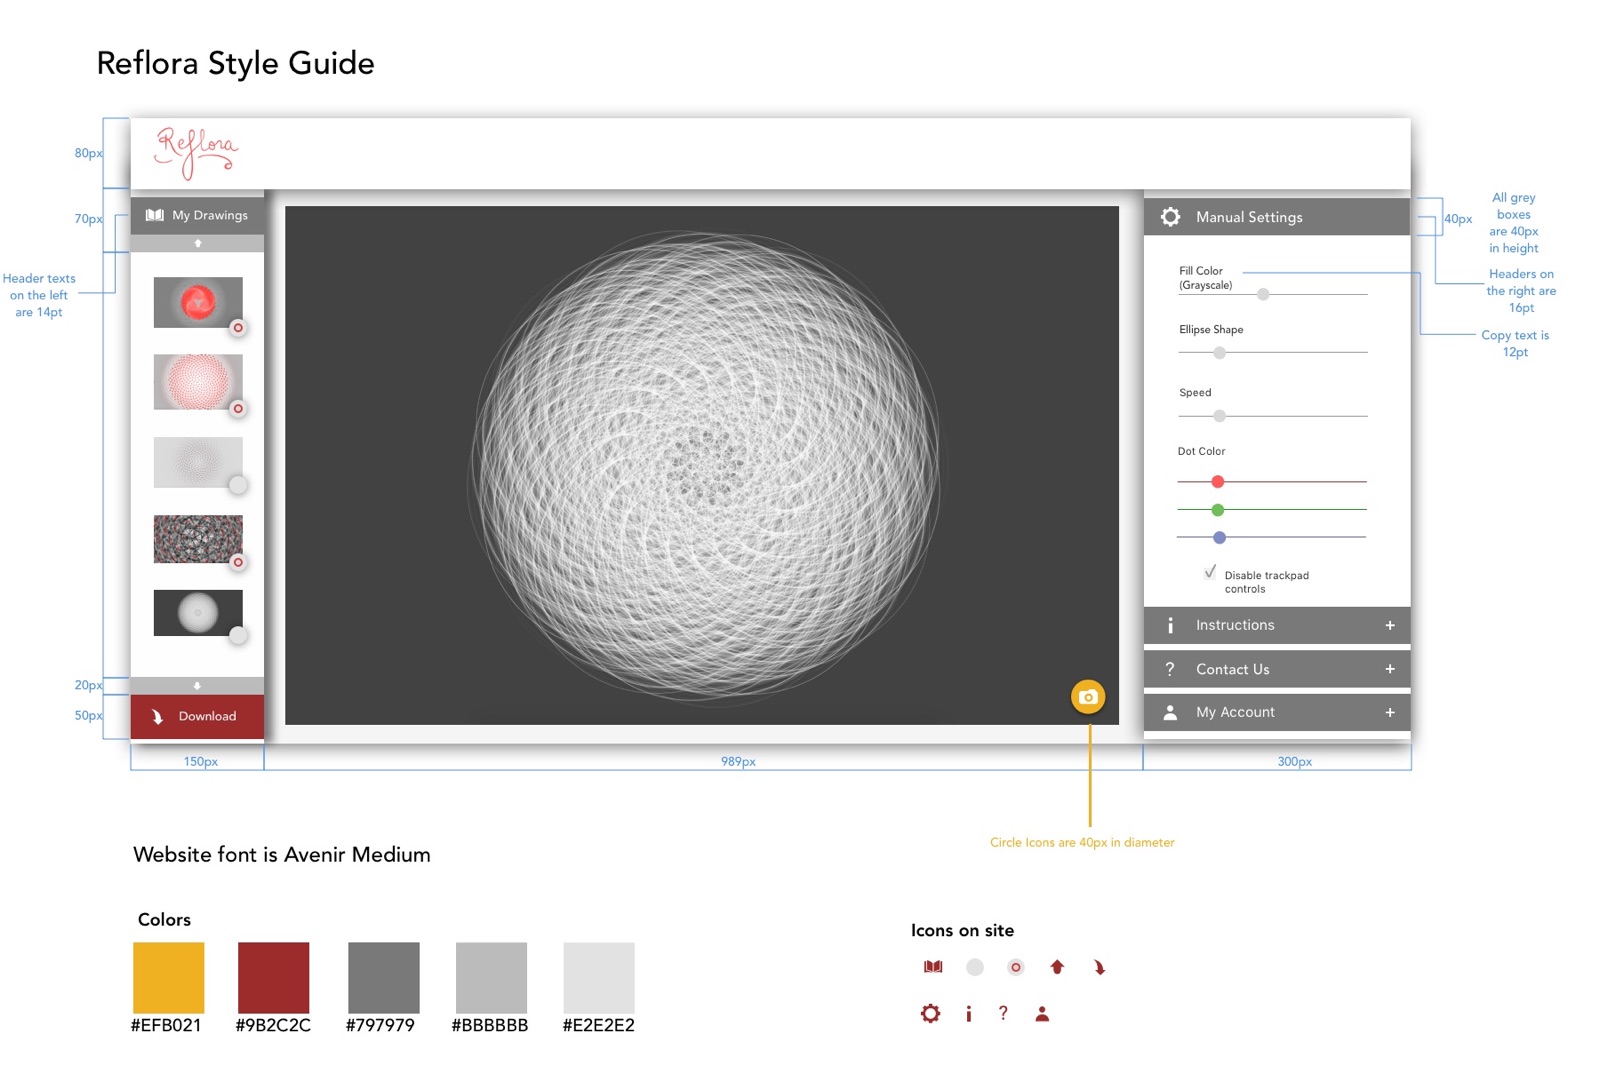 Reflora Style Guide
Reflora
80px
70px
Header texts
on the left
are 14pt
20px
50px
My Drawings
Download
Manual Settings
Fill Color
(Grayscale)
Ellipse Shape
Speed
Dot Color
Disable trackpad
controls
Instructions +
Contact Us +
My Account +
40px
All grey
boxes
are 40px
in height
Headers on
the right are
16pt
Copy text is
12pt
150px
989px
300px
Circle Icons are 40px in diameter
Website font is Avenir Medium
Colors
#EFB021
#9B2C2C
#797979
#BBBBBB
#E2E2E2
Icons on site